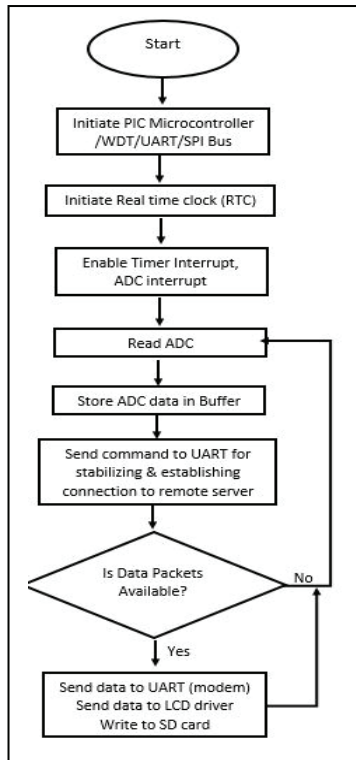 Start
Initiate PIC Microcontroller
/WDT/UART/SPI Bus
Initiate Real time clock (RTC)
Enable Timer Interrupt,
ADC interrupt
Read ADC
Store ADC data in Buffer
Send command to UART for
stabilizing & establishing
connection to remote server
Is Data Packets
Available?
No
Yes
Send data to UART (modem)
Send data to LCD driver
Write to SD card